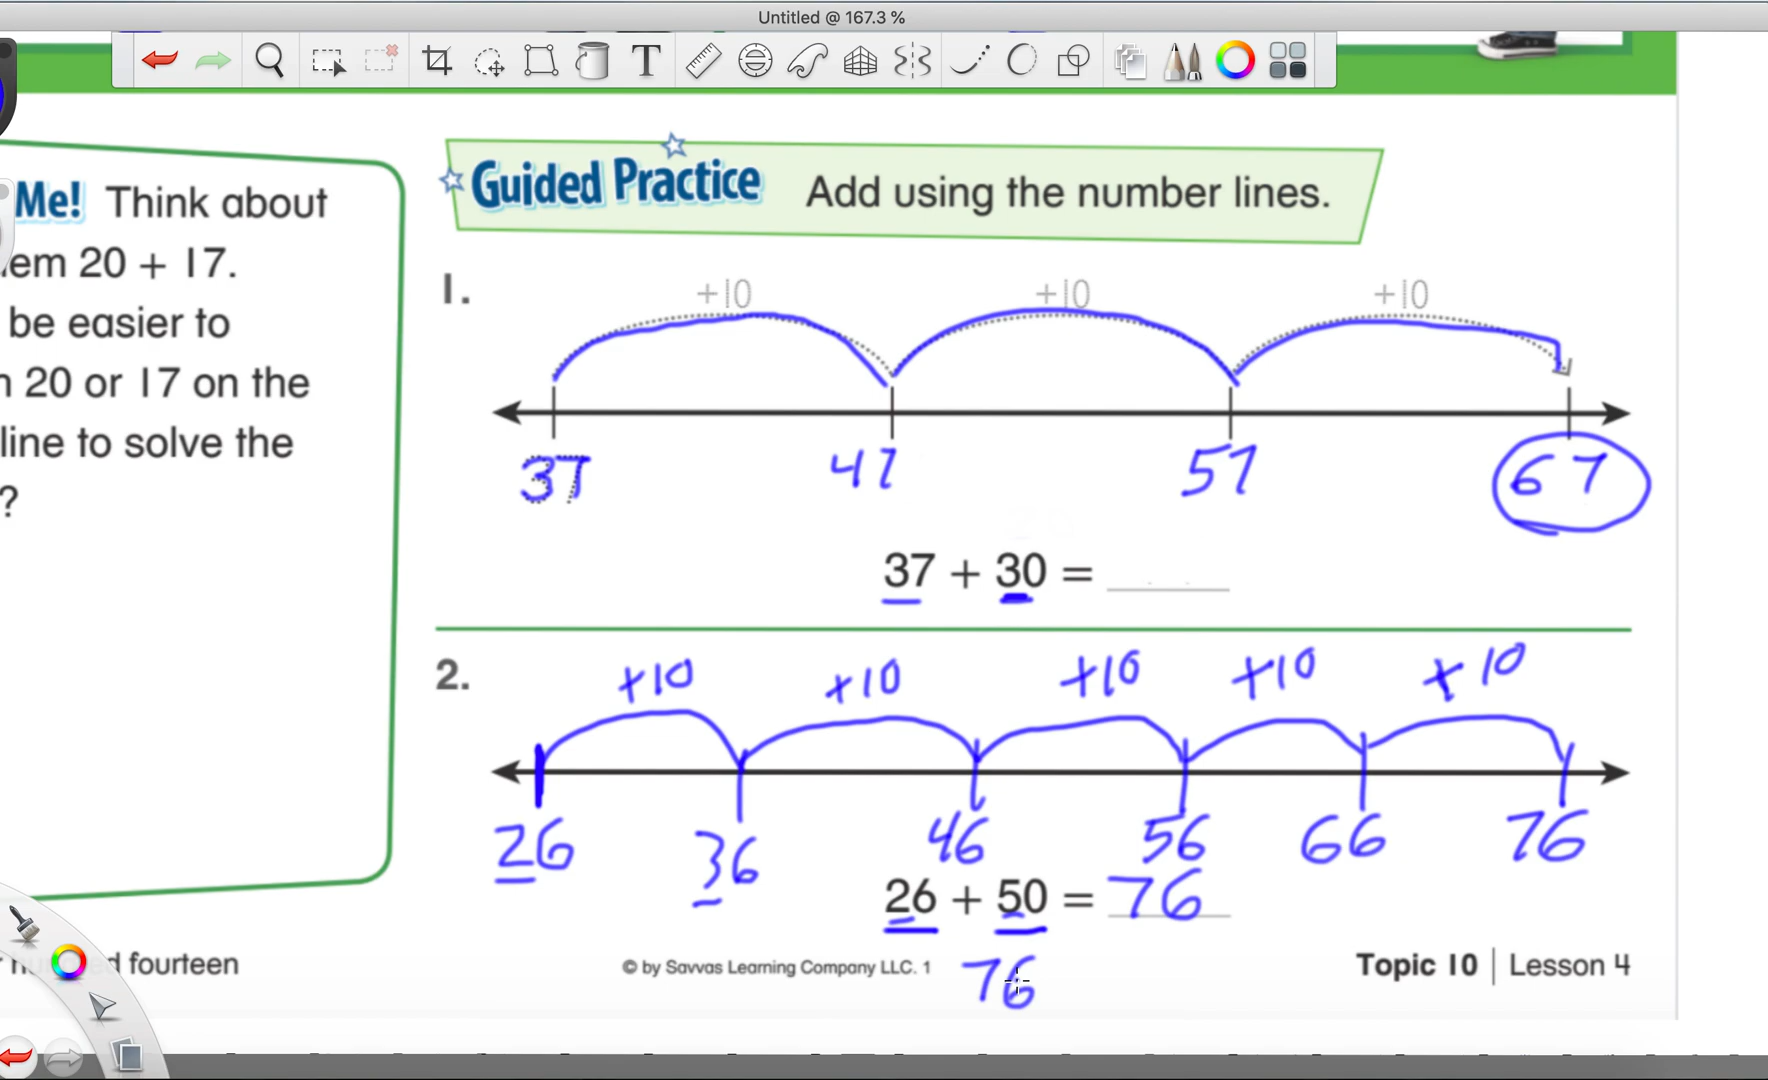 Untitled @ 167.3 %
Guided Practice Add using the number lines.
Me! Think about
lem 20 + 17.
be easier to
20 or 17 on the
line to solve the
?
1.
+10 +10 +10
37 47 57 67
37 + 30 =
2.
+10 +10 +10 +10 +10
26 36 46 56 66 76
26 + 50 = 76
76
fourteen
© by Savvas Learning Company LLC. 1
Topic 10 | Lesson 4